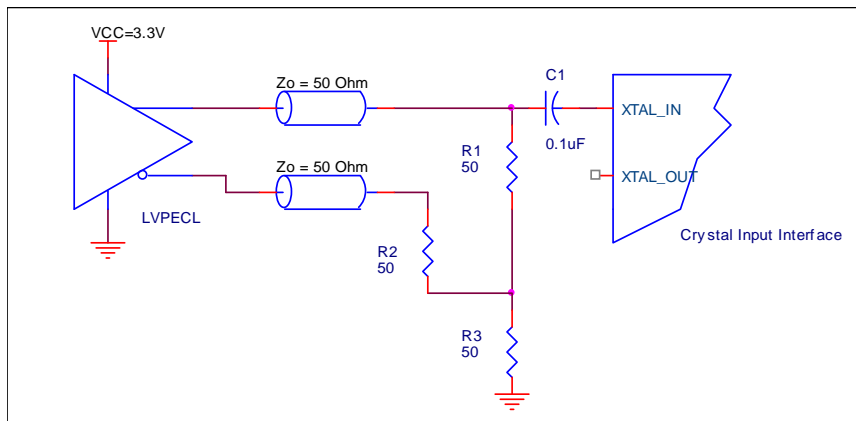 VCC=3.3V
Zo = 50 Ohm
C1
0.1uF
XTAL_IN
R1
50
Zo = 50 Ohm
XTAL_OUT
LVPECL
Crystal Input Interface
R2
50
R3
50